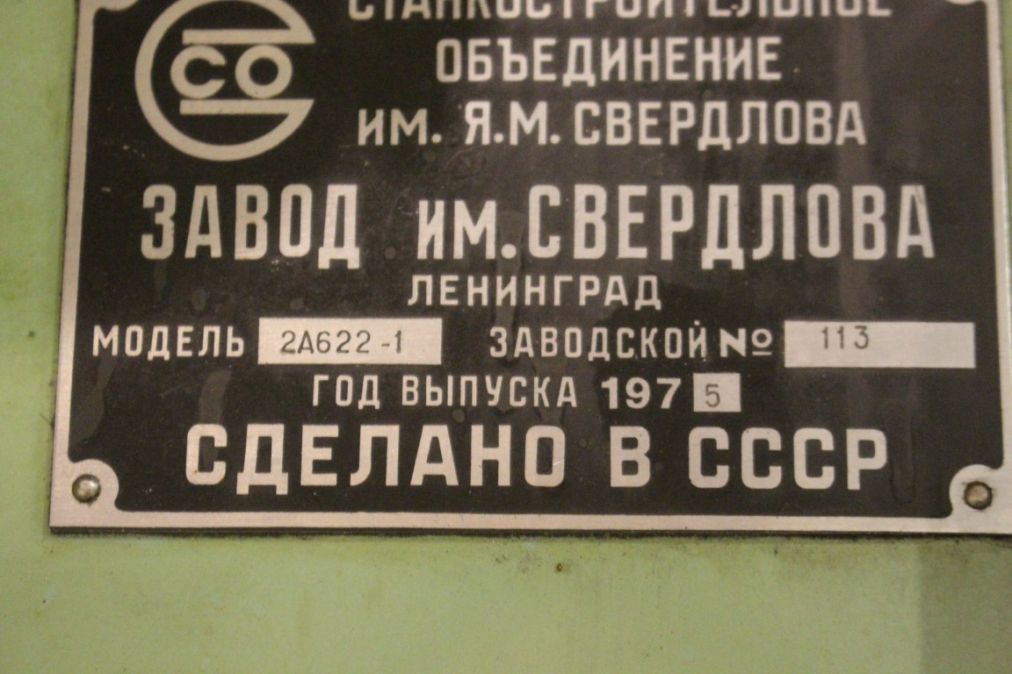 СО
СТАНКОСТРОИТЕЛЬНОЕ
ОБЪЕДИНЕНИЕ
ИМ. Я.М. СВЕРДЛОВА
ЗАВОД ИМ. СВЕРДЛОВА
ЛЕНИНГРАД
МОДЕЛЬ 2А622-1 ЗАВОДСКОЙ № 113
ГОД ВЫПУСКА 1975
СДЕЛАНО В СССР